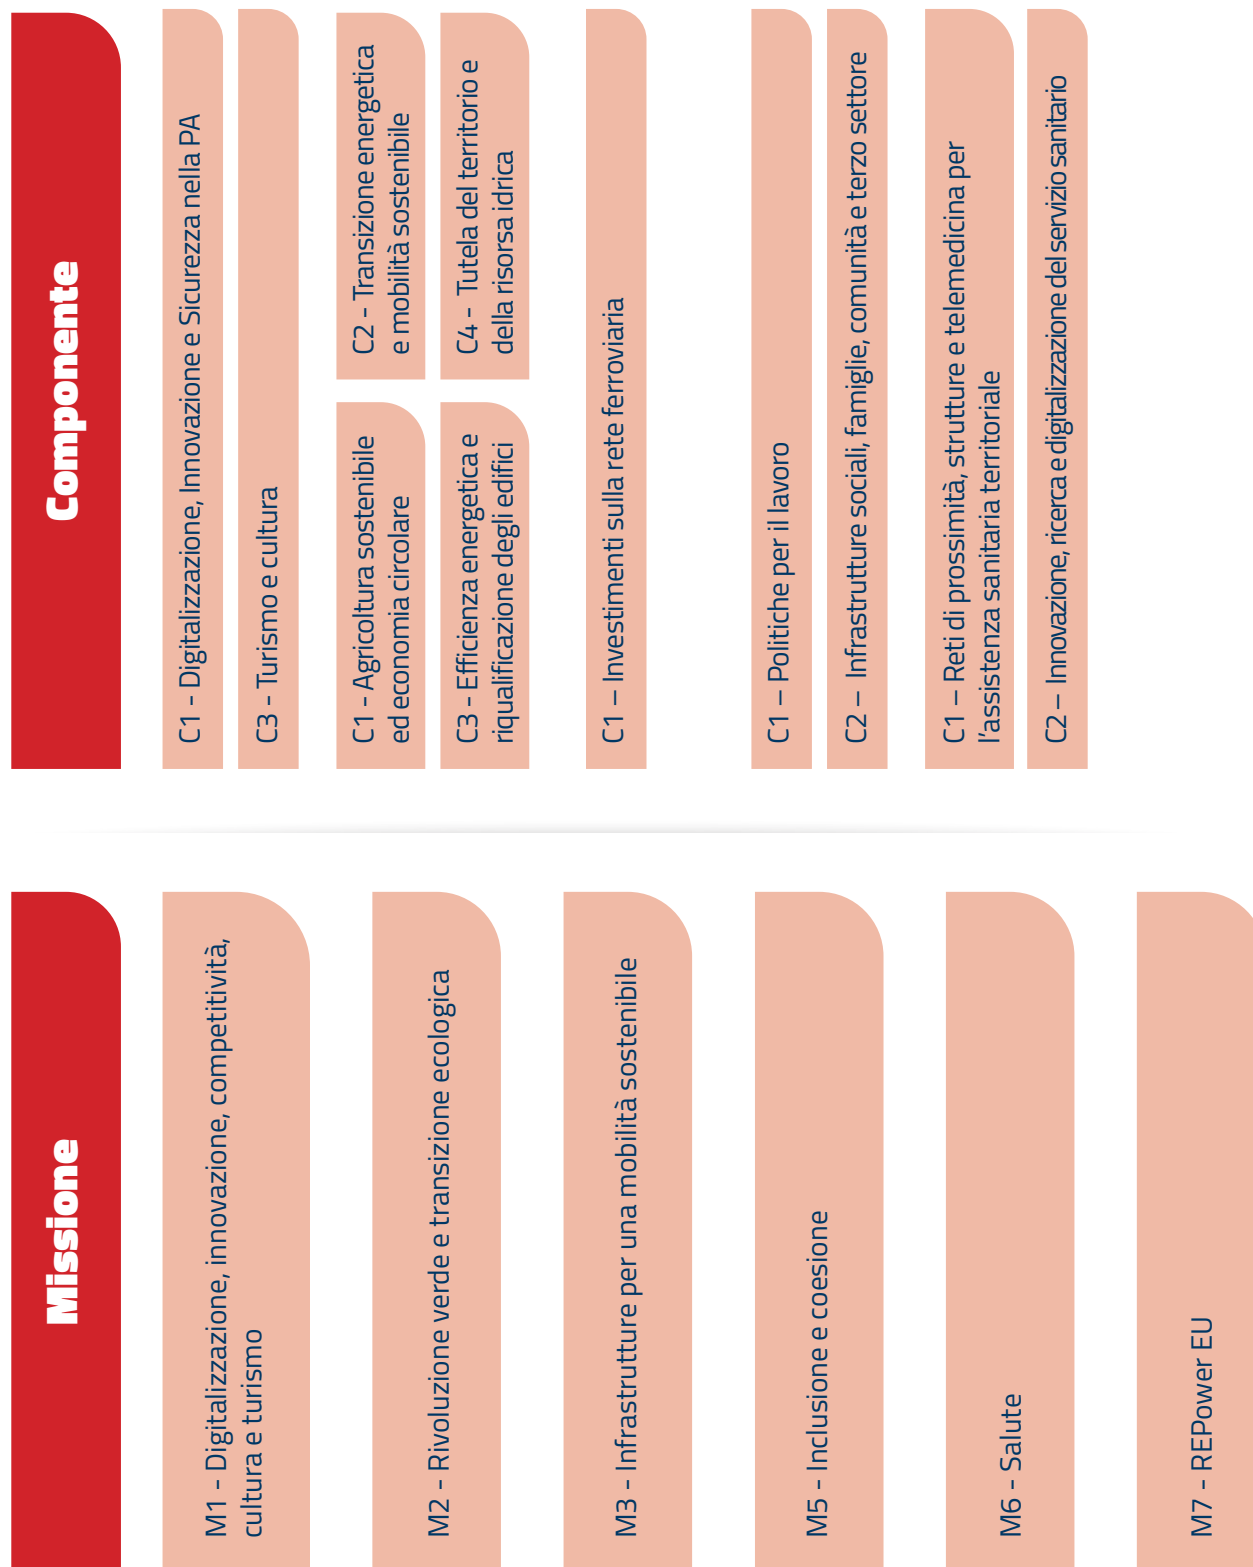 Missione
Componente
M1 - Digitalizzazione, innovazione, competitività,
cultura e turismo
C1 - Digitalizzazione, Innovazione e Sicurezza nella PA
C3 - Turismo e cultura
M2 - Rivoluzione verde e transizione ecologica
C1 - Agricoltura sostenibile
ed economia circolare
C2 - Transizione energetica
e mobilità sostenibile
C3 - Efficienza energetica e
riqualificazione degli edifici
C4 - Tutela del territorio e
della risorsa idrica
M3 - Infrastrutture per una mobilità sostenibile
C1 – Investimenti sulla rete ferroviaria
M5 - Inclusione e coesione
C1 – Politiche per il lavoro
C2 – Infrastrutture sociali, famiglie, comunità e terzo settore
M6 - Salute
C1 – Reti di prossimità, strutture e telemedicina per
l'assistenza sanitaria territoriale
C2 – Innovazione, ricerca e digitalizzazione del servizio sanitario
M7 - REPower EU